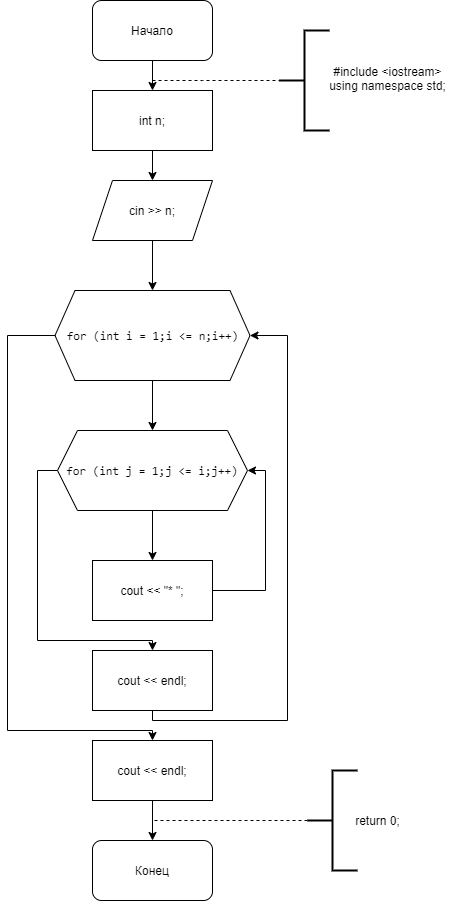 Начало
#include <iostream>
using namespace std;
int n;
cin >> n;
for (int i = 1;i <= n;i++)
for (int j = 1;j <= i;j++)
cout << "* ";
cout << endl;
cout << endl;
return 0;
Конец